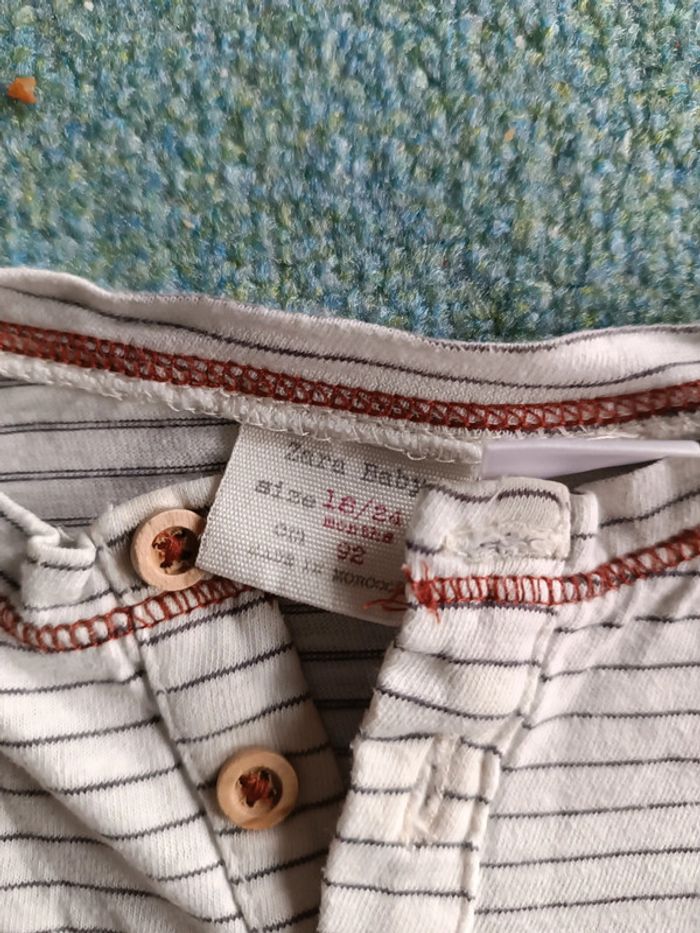 Zara Baby
size 18/24
months
cm 92
MADE IN MOROCCO